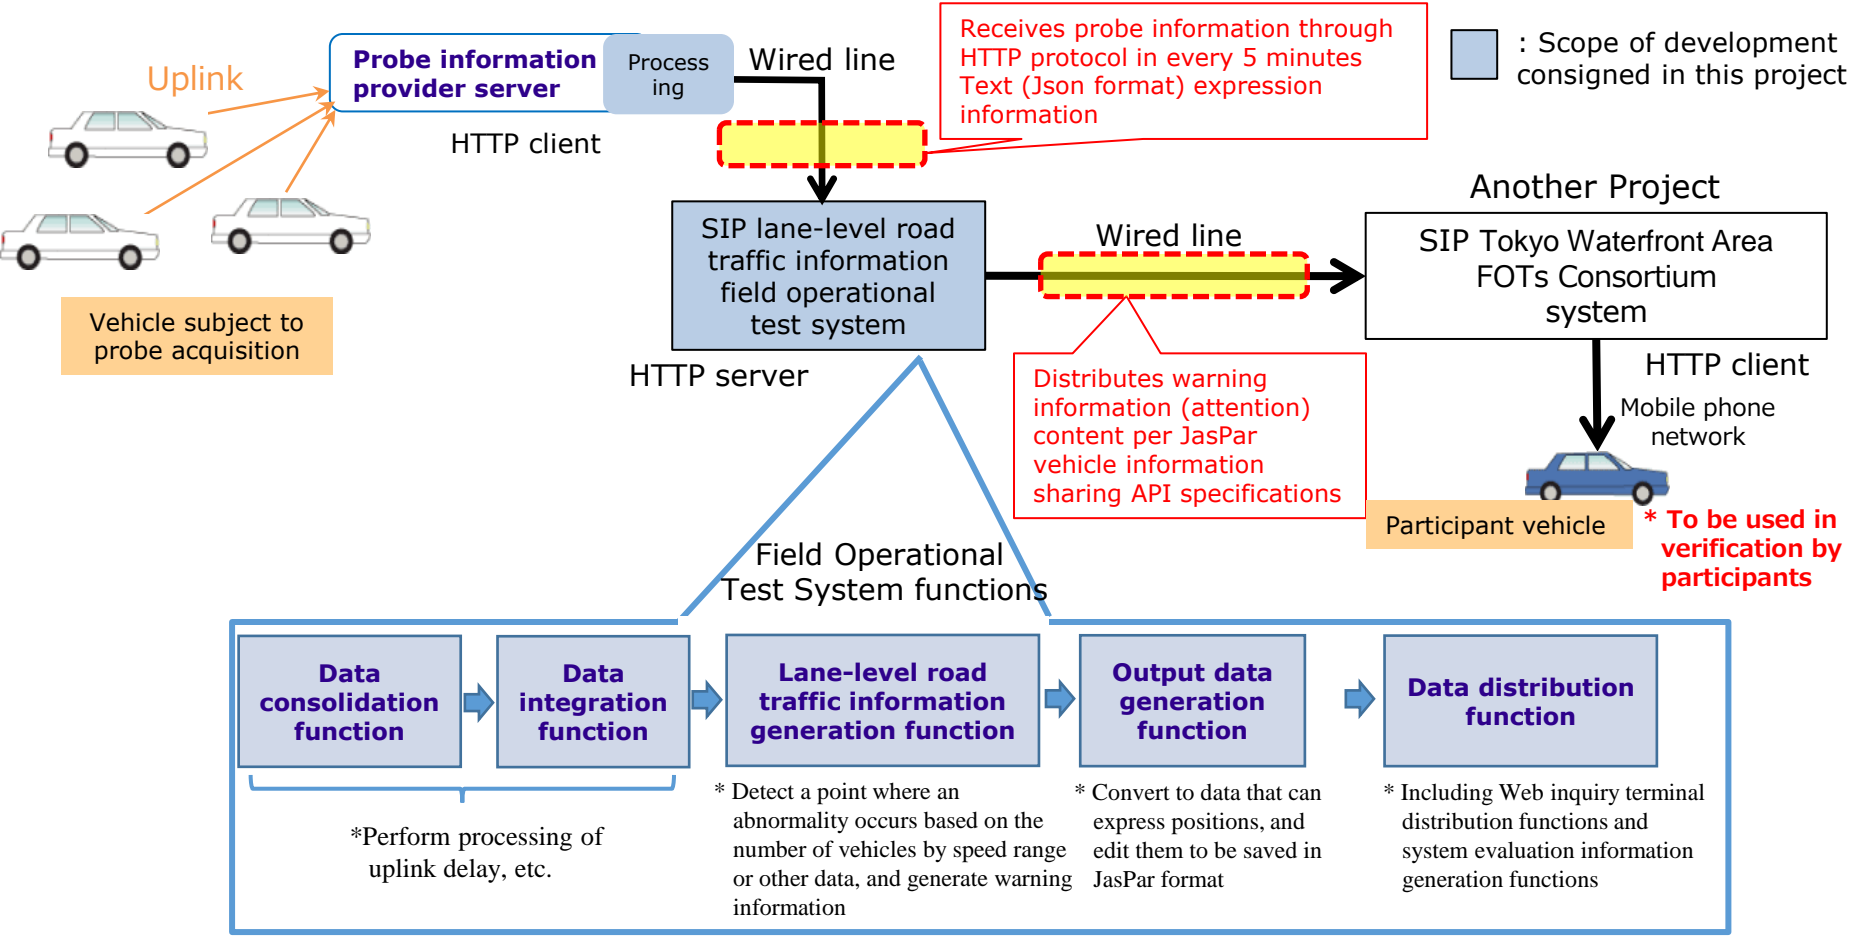 Uplink
Probe information
provider server
Process
ing
HTTP client
Wired line
Receives probe information through
HTTP protocol in every 5 minutes
Text (Json format) expression
information
: Scope of development
consigned in this project
Vehicle subject to
probe acquisition
SIP lane-level road
traffic information
field operational
test system
HTTP server
Wired line
Another Project
SIP Tokyo Waterfront Area
FOTs Consortium
system
HTTP client
Mobile phone
network
Distributes warning
information (attention)
content per JasPar
vehicle information
sharing API specifications
Participant vehicle
* To be used in
verification by
participants
Field Operational
Test System functions
Data
consolidation
function
Data
integration
function
Lane-level road
traffic information
generation function
Output data
generation
function
Data distribution
function
*Perform processing of
uplink delay, etc.
* Detect a point where an
abnormality occurs based on the
number of vehicles by speed range
or other data, and generate warning
information
* Convert to data that can
express positions, and
edit them to be saved in
JasPar format
* Including Web inquiry terminal
distribution functions and
system evaluation information
generation functions